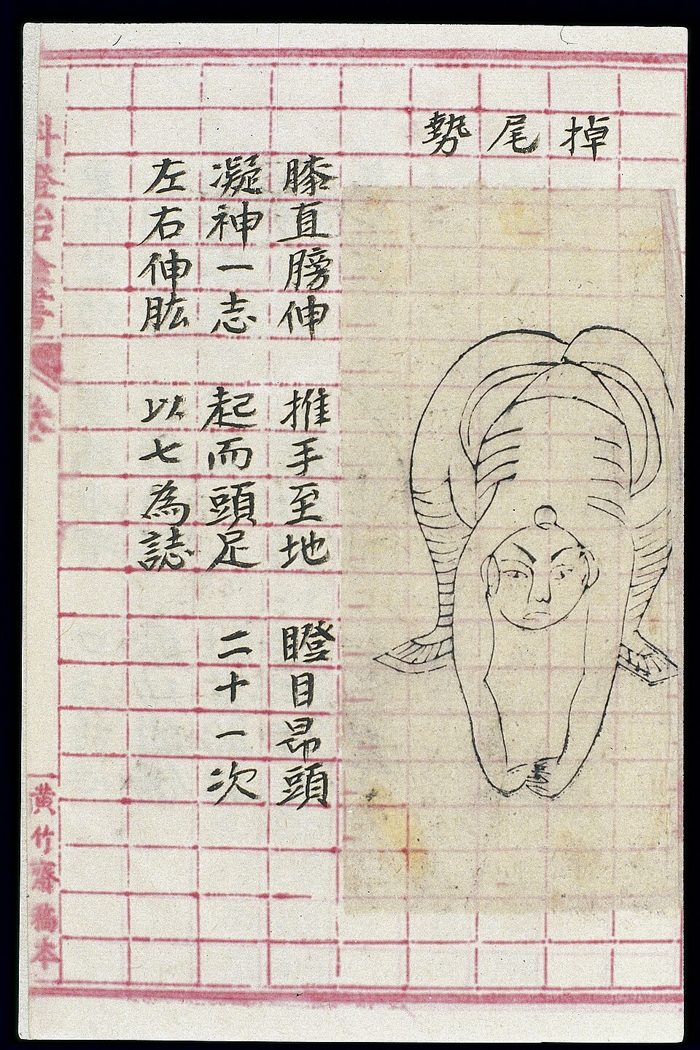 掉尾勢
膝直膀伸 推手至地 瞪目昂頭
凝神一志 起而頭足 二十一次
左右伸肱 以七為誌
黃竹齋稿本